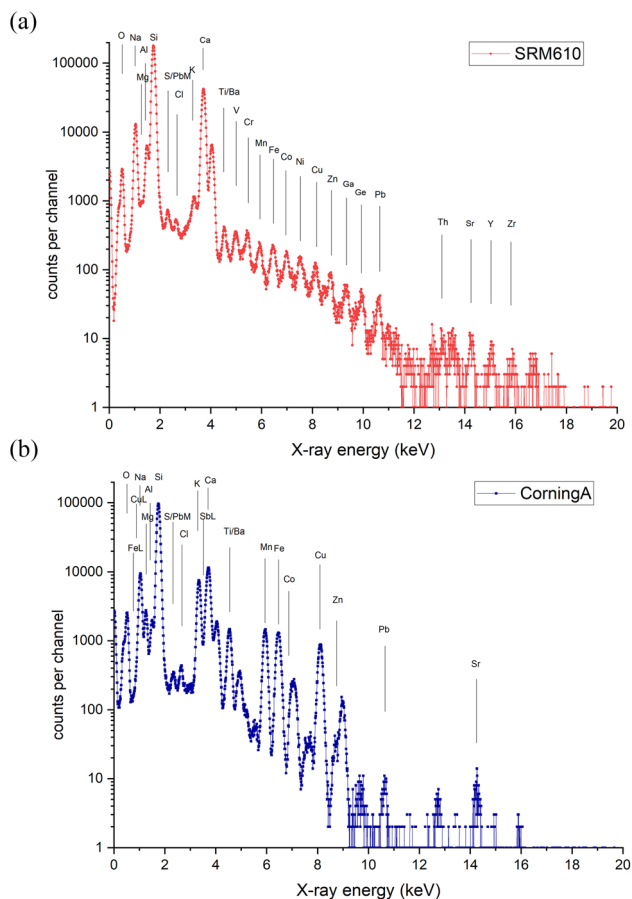 (a)
SRM610
O
Na
Al
Mg
Si
S/PbM
Cl
K
Ca
Ti/Ba
V
Cr
Mn
Fe
Co
Ni
Cu
Zn
Ga
Ge
Pb
Th
Sr
Y
Zr
counts per channel
100000
10000
1000
100
10
1
0 2 4 6 8 10 12 14 16 18 20
X-ray energy (keV)
(b)
CorningA
O
Na
CuL
Al
Mg
FeL
Si
S/PbM
Cl
K
SbL
Ca
Ti/Ba
Mn
Fe
Co
Cu
Zn
Pb
Sr
counts per channel
100000
10000
1000
100
10
1
0 2 4 6 8 10 12 14 16 18 20
X-ray energy (keV)